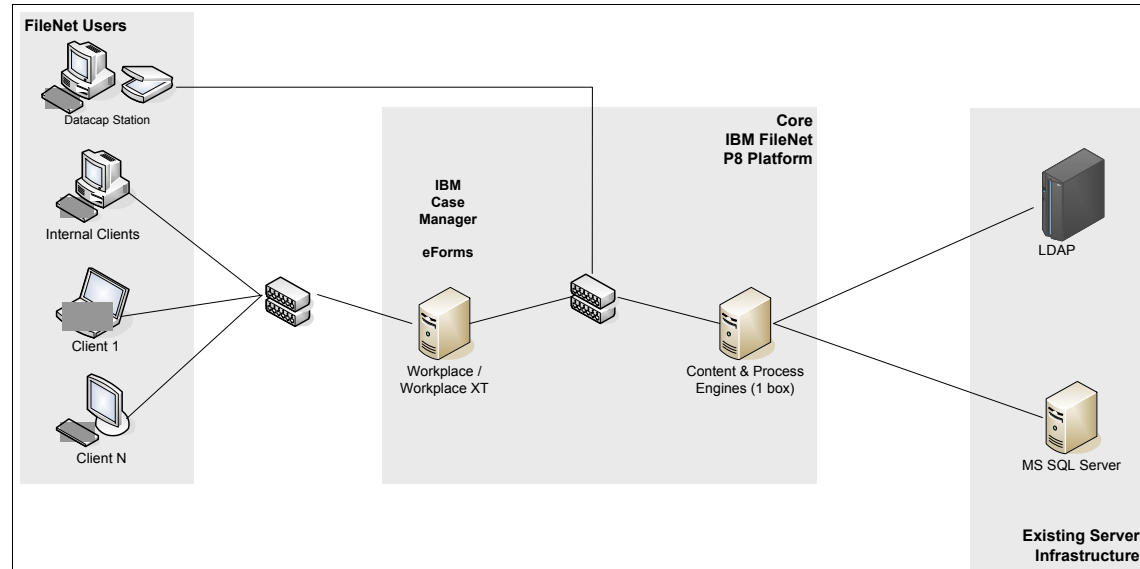 FileNet Users
Datacap Station
Internal Clients
Client 1
Client N
Core
IBM FileNet
P8 Platform
IBM
Case
Manager
eForms
Workplace /
Workplace XT
Content & Process
Engines (1 box)
LDAP
MS SQL Server
Existing Server
Infrastructure